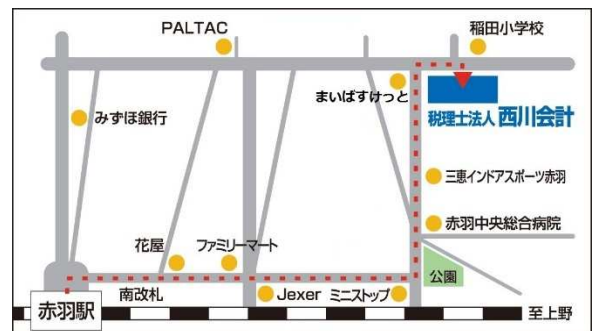 PALTAC
稲田小学校
まいばすけっと
税理士法人 西川会計
みずほ銀行
三恵インドアスポーツ赤羽
赤羽中央総合病院
花屋
ファミリーマート
公園
南改札
Jexer
ミニストップ
赤羽駅
至上野